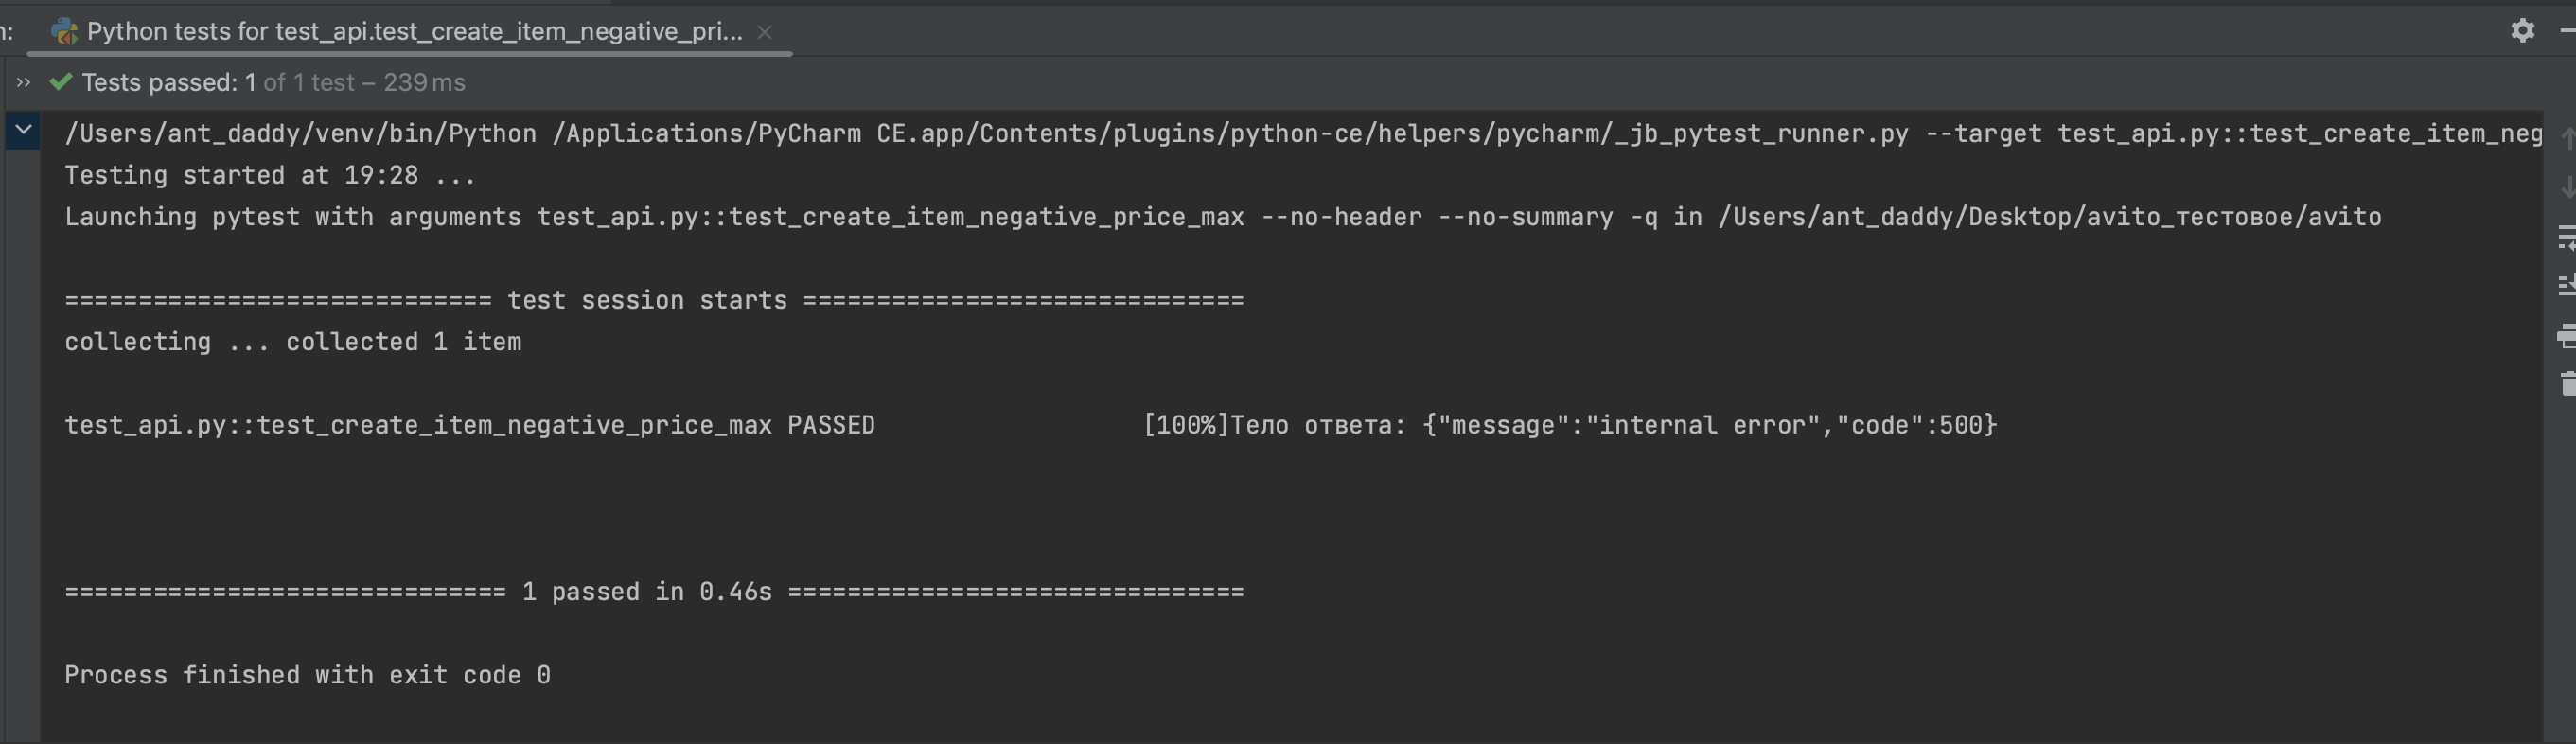 Python tests for test_api.test_create_item_negative_pri...
Tests passed: 1 of 1 test – 239 ms
/Users/ant_daddy/venv/bin/Python /Applications/PyCharm CE.app/Contents/plugins/python-ce/helpers/pycharm/_jb_pytest_runner.py --target test_api.py::test_create_item_neg
Testing started at 19:28 ...
Launching pytest with arguments test_api.py::test_create_item_negative_price_max --no-header --no-summary -q in /Users/ant_daddy/Desktop/avito_тестовое/avito
============================= test session starts ==============================
collecting ... collected 1 item
test_api.py::test_create_item_negative_price_max PASSED [100%]Тело ответа: {"message":"internal error","code":500}
============================== 1 passed in 0.46s ===============================
Process finished with exit code 0